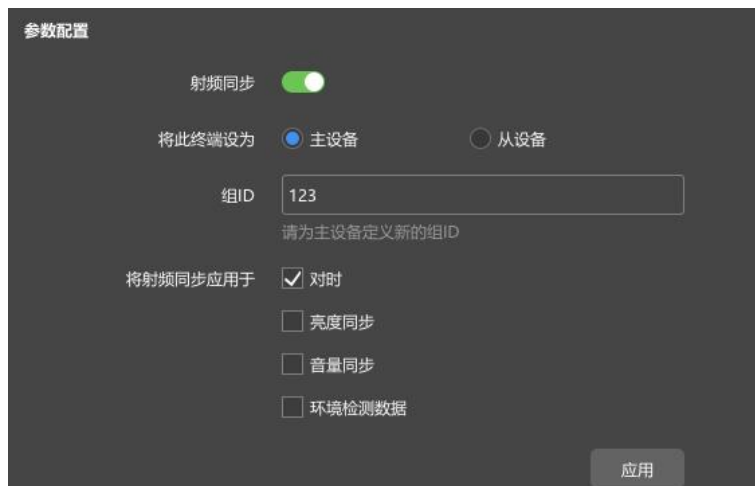 参数配置
射频同步
将此终端设为 主设备 从设备
组ID 123
请为主设备定义新的组ID
将射频同步应用于 对时
亮度同步
音量同步
环境检测数据
应用